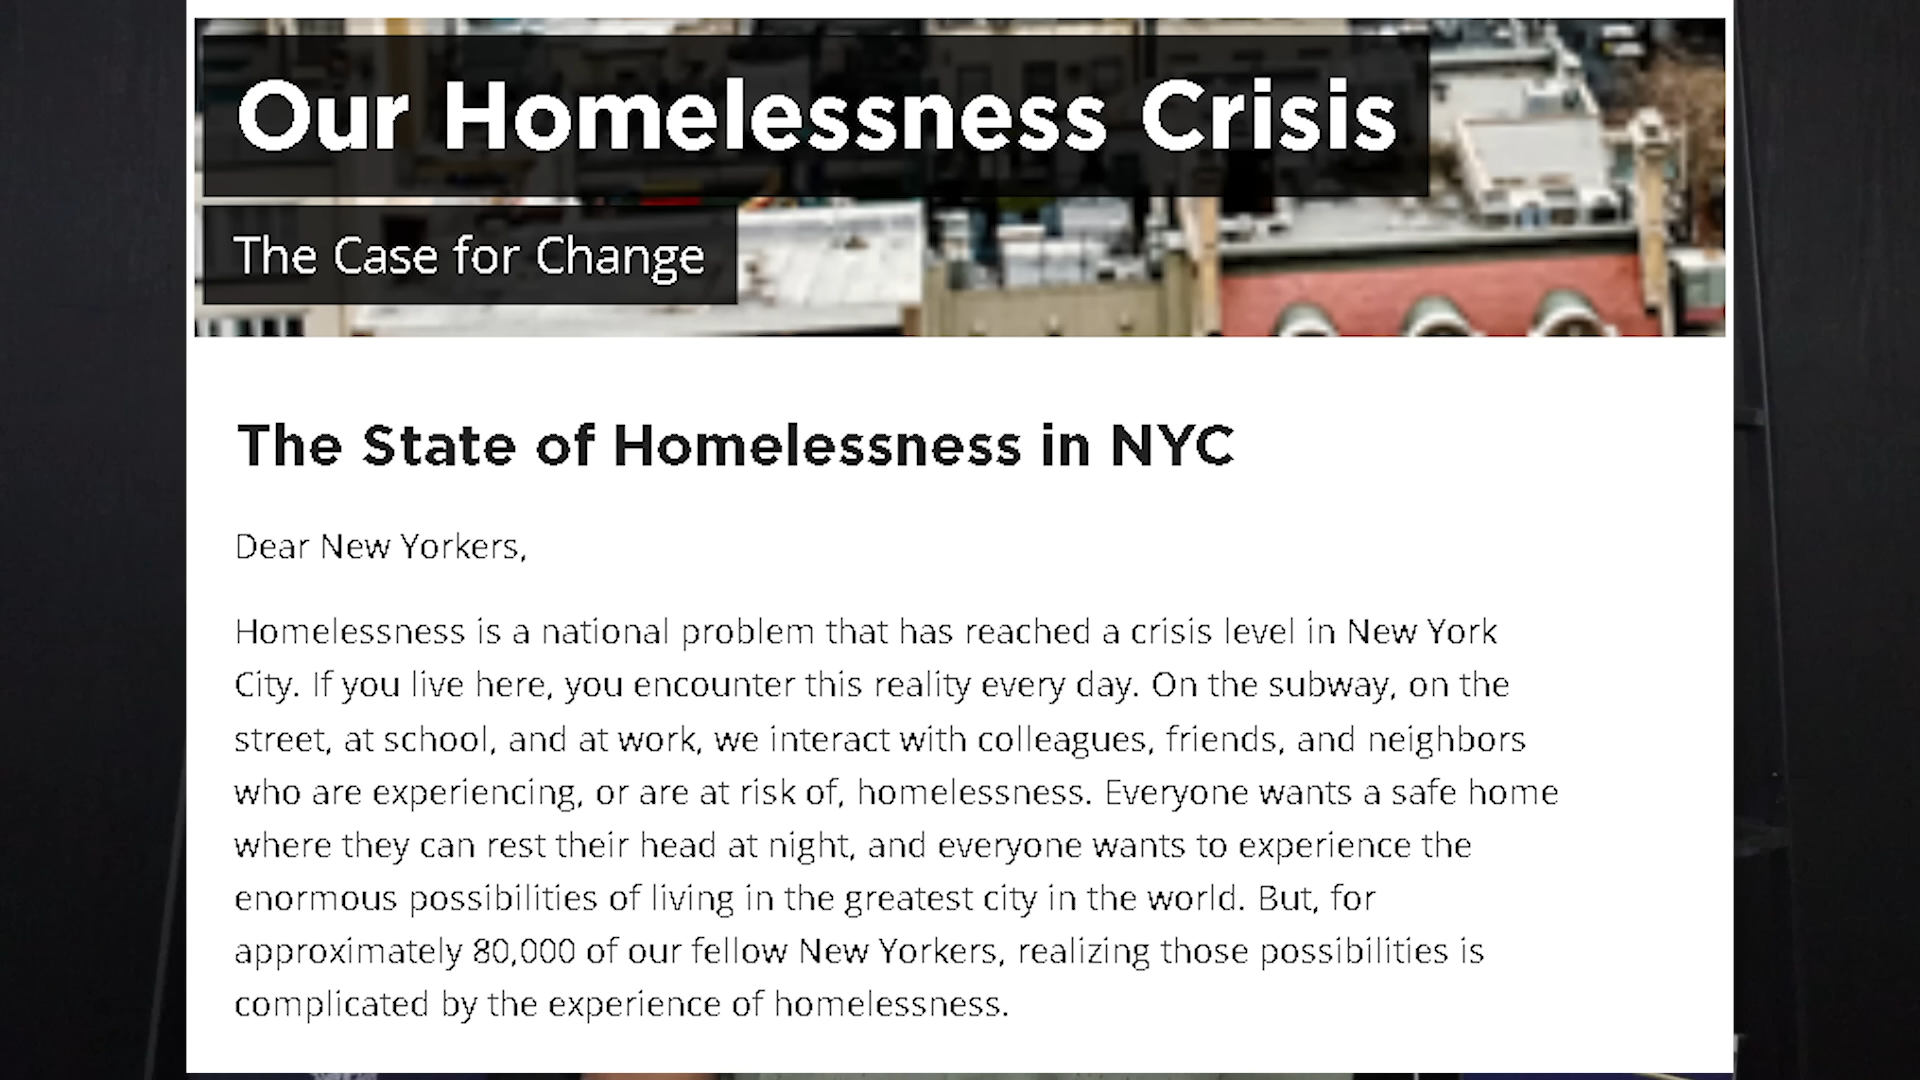 Our Homelessness Crisis
The Case for Change
The State of Homelessness in NYC
Dear New Yorkers,
Homelessness is a national problem that has reached a crisis level in New York
City. If you live here, you encounter this reality every day. On the subway, on the
street, at school, and at work, we interact with colleagues, friends, and neighbors
who are experiencing, or are at risk of, homelessness. Everyone wants a safe home
where they can rest their head at night, and everyone wants to experience the
enormous possibilities of living in the greatest city in the world. But, for
approximately 80,000 of our fellow New Yorkers, realizing those possibilities is
complicated by the experience of homelessness.